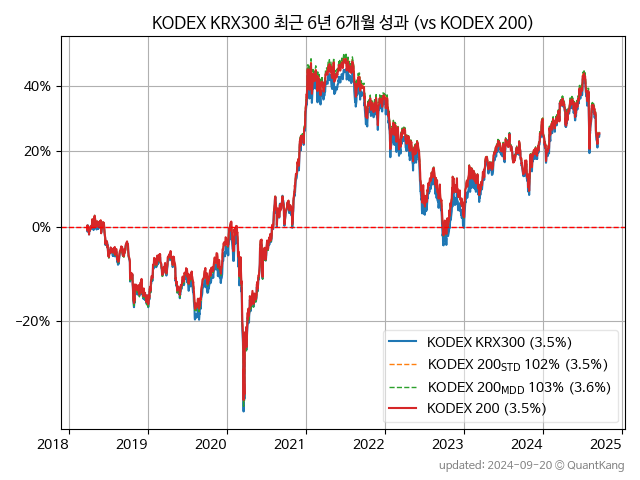 KODEX KRX300 최근 6년 6개월 성과 (vs KODEX 200)
40%
20%
0%
−20%
KODEX KRX300 (3.5%)
KODEX 200STD 102% (3.5%)
KODEX 200MDD 103% (3.6%)
KODEX 200 (3.5%)
2018 2019 2020 2021 2022 2023 2024 2025
updated: 2024-09-20 © QuantKang